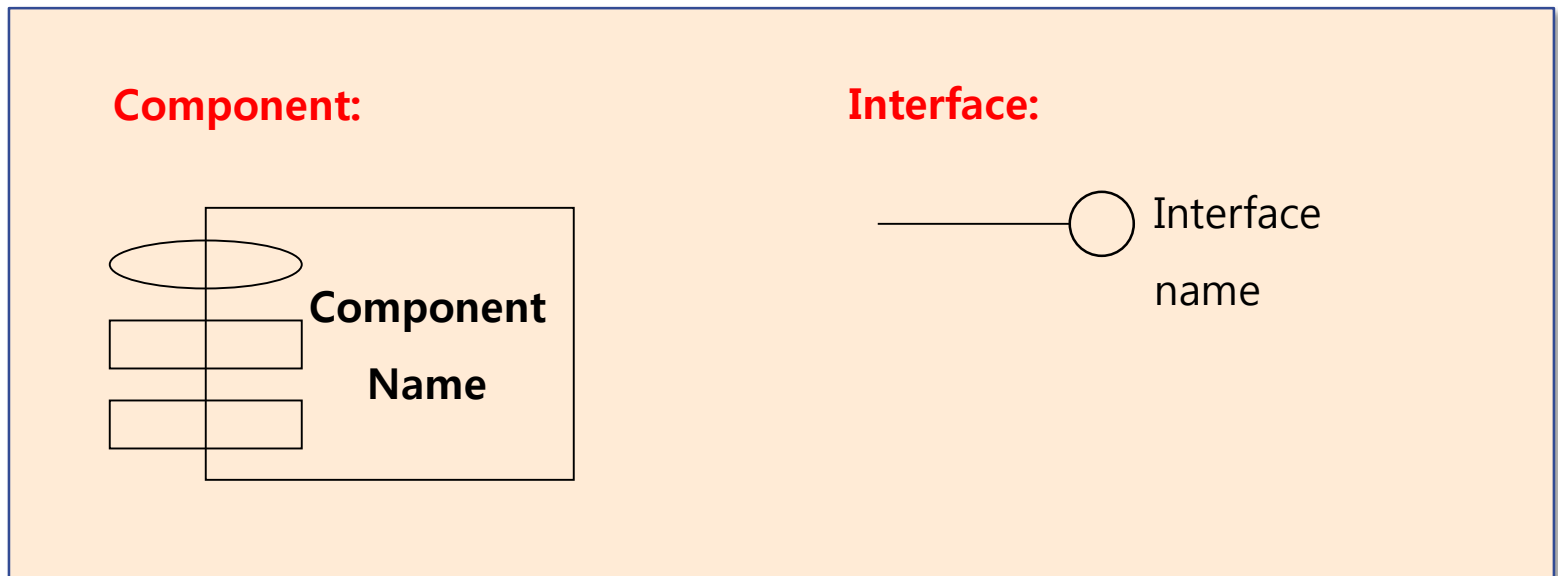 Component:
Component
Name
Interface:
Interface
name